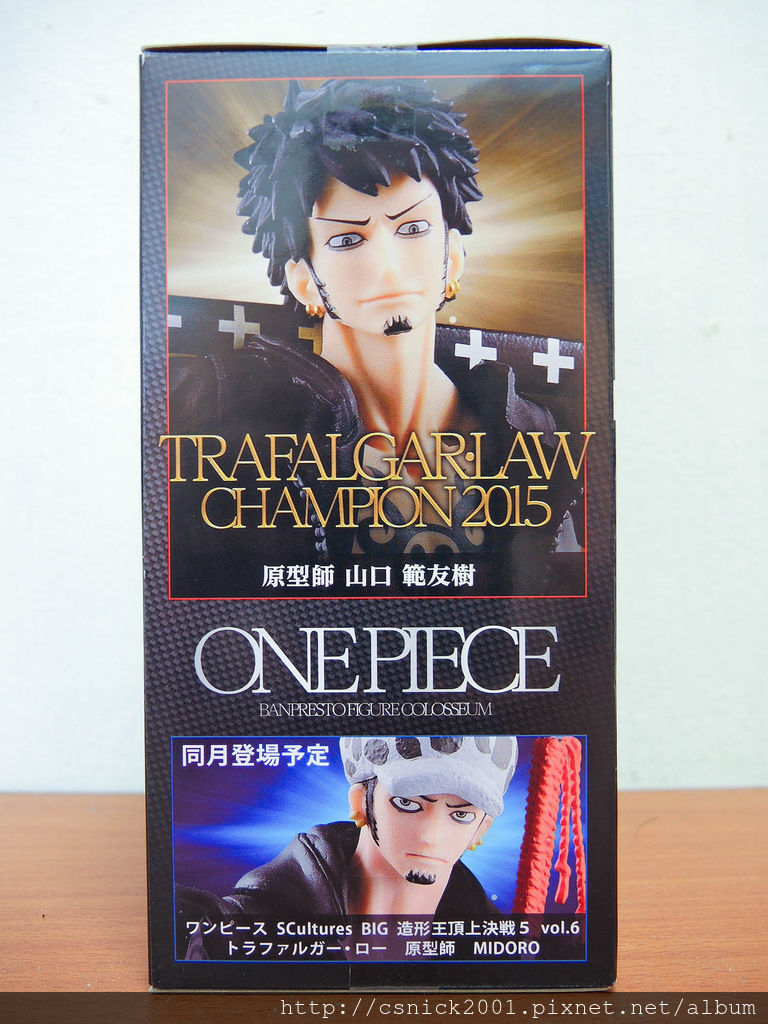 TRAFALGAR・LAW
CHAMPION 2015
原型師 山口 範友樹
ONE PIECE
BANPRESTO FIGURE COLOSSEUM
同月登場予定
ワンピース SCultures BIG 造形王頂上決戦5 vol.6
トラファルガー・ロー 原型師 MIDORO
http://csnick2001.pixnet.net/album